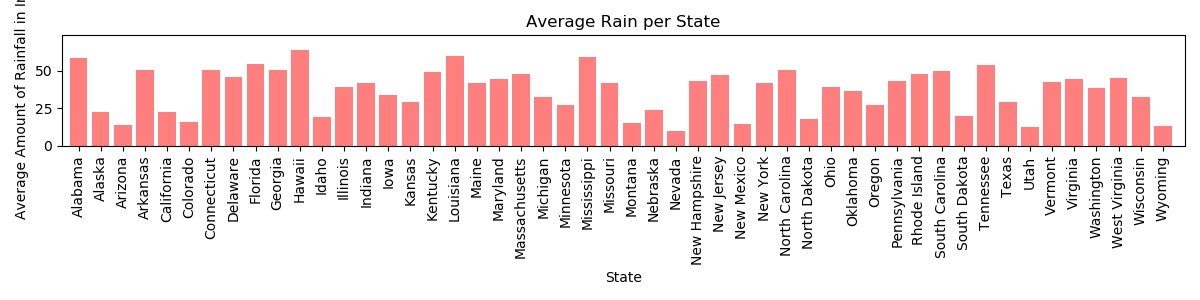 Average Rain per State
Average Amount of Rainfall in
50
25
0
Alabama
Alaska
Arizona
Arkansas
California
Colorado
Connecticut
Delaware
Florida
Georgia
Hawaii
Idaho
Illinois
Indiana
Iowa
Kansas
Kentucky
Louisiana
Maine
Maryland
Massachusetts
Michigan
Minnesota
Mississippi
Missouri
Montana
Nebraska
Nevada
New Hampshire
New Jersey
New Mexico
New York
North Carolina
North Dakota
Ohio
Oklahoma
Oregon
Pennsylvania
Rhode Island
South Carolina
South Dakota
Tennessee
Texas
Utah
Vermont
Virginia
Washington
West Virginia
Wisconsin
Wyoming
State